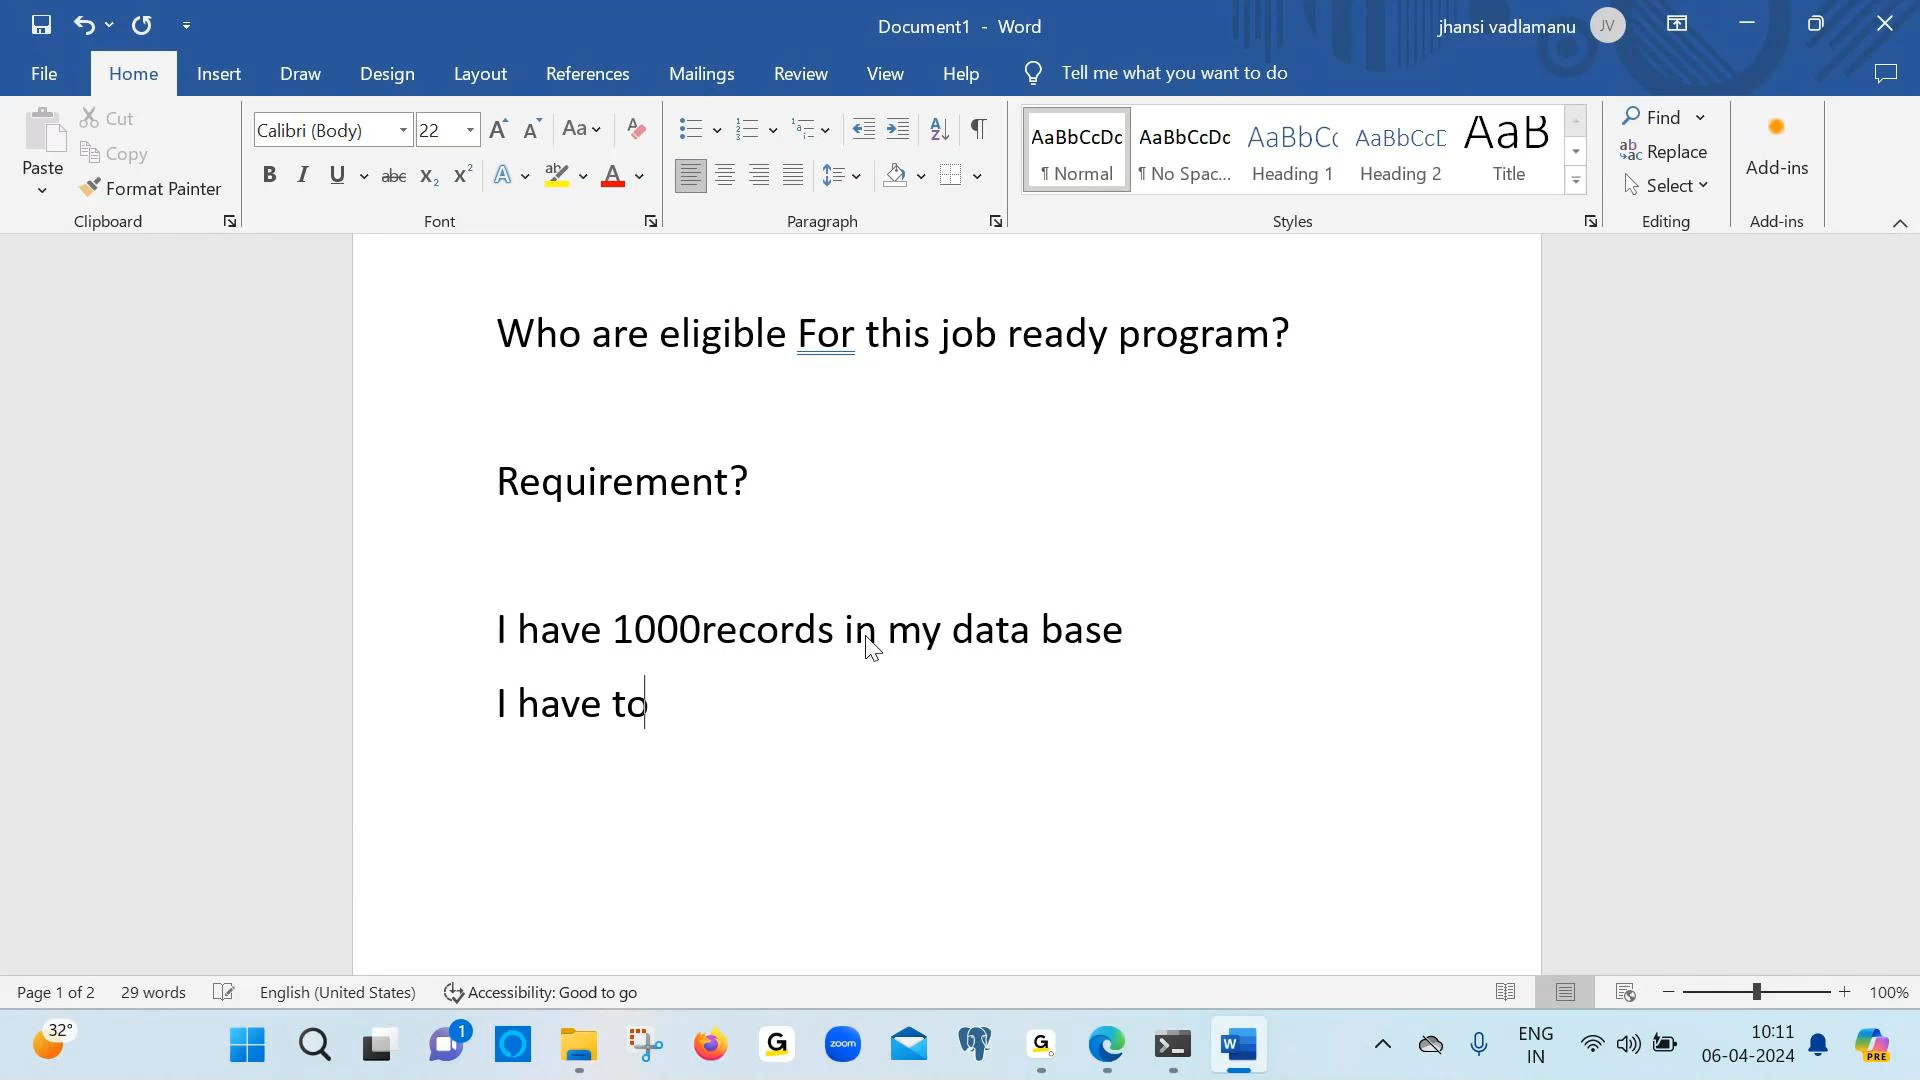 Document1 - Word
jhansi vadlamanu JV
File Home Insert Draw Design Layout References Mailings Review View Help Tell me what you want to do
Paste
Cut
Copy
Format Painter
Clipboard
Calibri (Body) 22
Font
Paragraph
AaBbCcDc AaBbCcDc AaBbCc AaBbCcE AaB
¶ Normal ¶ No Spac... Heading 1 Heading 2 Title
Styles
Find
Replace
Select
Editing
Add-ins
Add-ins
Who are eligible For this job ready program?
Requirement?
I have 1000records in my data base
I have to
Page 1 of 2 29 words English (United States) Accessibility: Good to go 100%
32° 1 zoom W
ENG
IN
10:11
06-04-2024
PRE